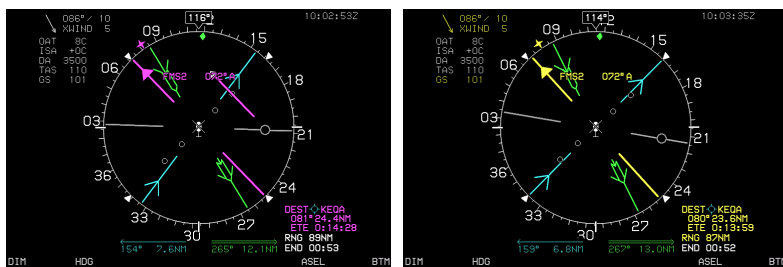 086°/ 10
XWIND 5
OAT 8C
ISA +0C
DA 3500
TAS 110
GS 101
116°
10:02:53Z
09
15
06
18
FMS2
03
21
36
24
33
27
30
DEST KEQA
081°24.4NM
ETE 0:14:28
RNG 89NM
END 00:53
154° 7.6NM
265° 12.1NM
DIM
HDG
ASEL
BTM
086°/ 10
XWIND 5
OAT 8C
ISA +0C
DA 3500
TAS 110
GS 101
114°
10:03:35Z
09
15
06
18
FMS2
072°A
03
21
36
24
33
27
30
DEST KEQA
080°23.6NM
ETE 0:13:59
RNG 87NM
END 00:52
159° 6.8NM
267° 13.0NM
DIM
HDG
ASEL
BTM